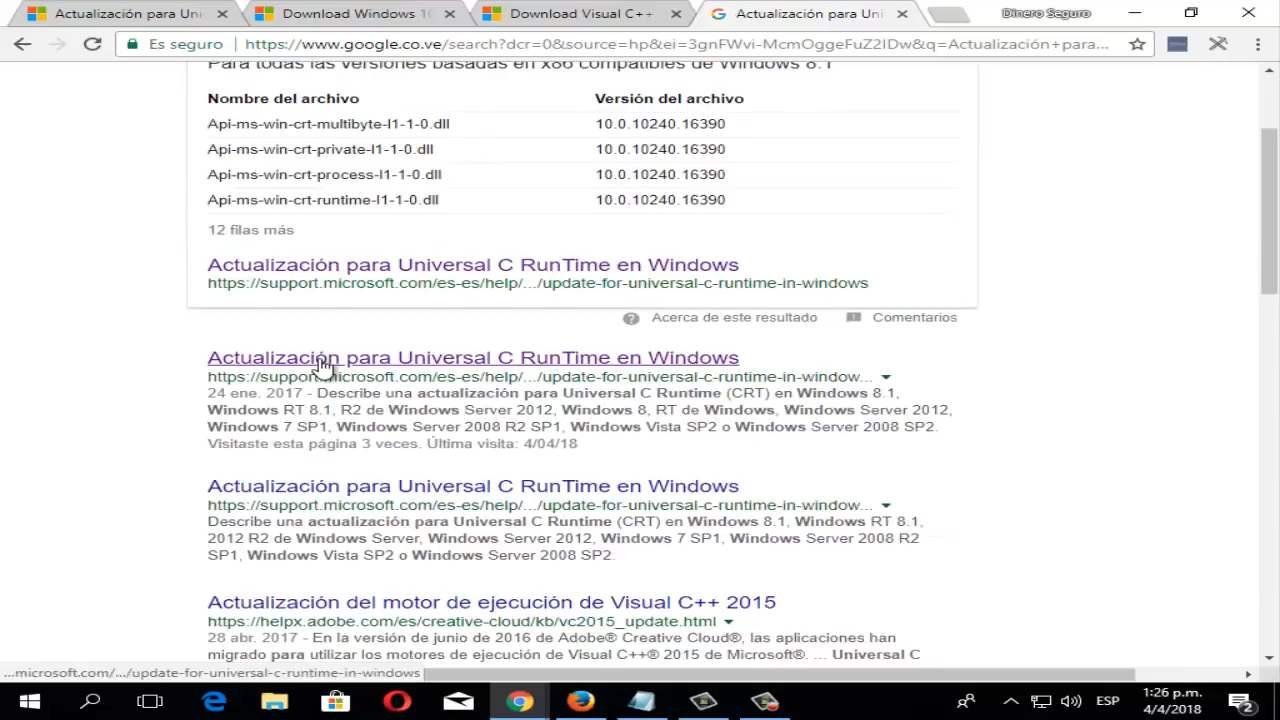 Actualización para Uni
Download Windows 10
Download Visual C++
Actualización para Uni
Dinero Seguro
Es seguro
https://www.google.co.ve/search?dcr=0&source=hp&ei=3gnFWvi-McmOggeFuZ2IDw&q=Actualización+para...
Para todas las versiones basadas en x86 compatibles de Windows 8.1
Nombre del archivo Versión del archivo
Api-ms-win-crt-multibyte-l1-1-0.dll 10.0.10240.16390
Api-ms-win-crt-private-l1-1-0.dll 10.0.10240.16390
Api-ms-win-crt-process-l1-1-0.dll 10.0.10240.16390
Api-ms-win-crt-runtime-l1-1-0.dll 10.0.10240.16390
12 filas más
Actualización para Universal C RunTime en Windows
https://support.microsoft.com/es-es/help/.../update-for-universal-c-runtime-in-windows
Acerca de este resultado Comentarios
Actualización para Universal C RunTime en Windows
https://support.microsoft.com/es-es/help/.../update-for-universal-c-runtime-in-window...
24 ene. 2017 - Describe una actualización para Universal C Runtime (CRT) en Windows 8.1,
Windows RT 8.1, R2 de Windows Server 2012, Windows 8, RT de Windows, Windows Server 2012,
Windows 7 SP1, Windows Server 2008 R2 SP1, Windows Vista SP2 o Windows Server 2008 SP2.
Visitaste esta página 3 veces. Última visita: 4/04/18
Actualización para Universal C RunTime en Windows
https://support.microsoft.com/es-es/help/.../update-for-universal-c-runtime-in-window...
Describe una actualización para Universal C Runtime (CRT) en Windows 8.1, Windows RT 8.1,
2012 R2 de Windows Server, Windows Server 2012, Windows 7 SP1, Windows Server 2008 R2
SP1, Windows Vista SP2 o Windows Server 2008 SP2.
Actualización del motor de ejecución de Visual C++ 2015
https://helpx.adobe.com/es/creative-cloud/kb/vc2015_update.html
28 abr. 2017 - En la versión de junio de 2016 de Adobe® Creative Cloud®, las aplicaciones han
migrado para utilizar los motores de ejecución de Visual C++® 2015 de Microsoft®. ... Universal C
...microsoft.com/.../update-for-universal-c-runtime-in-windows
ESP
1:26 p.m.
4/4/2018
2